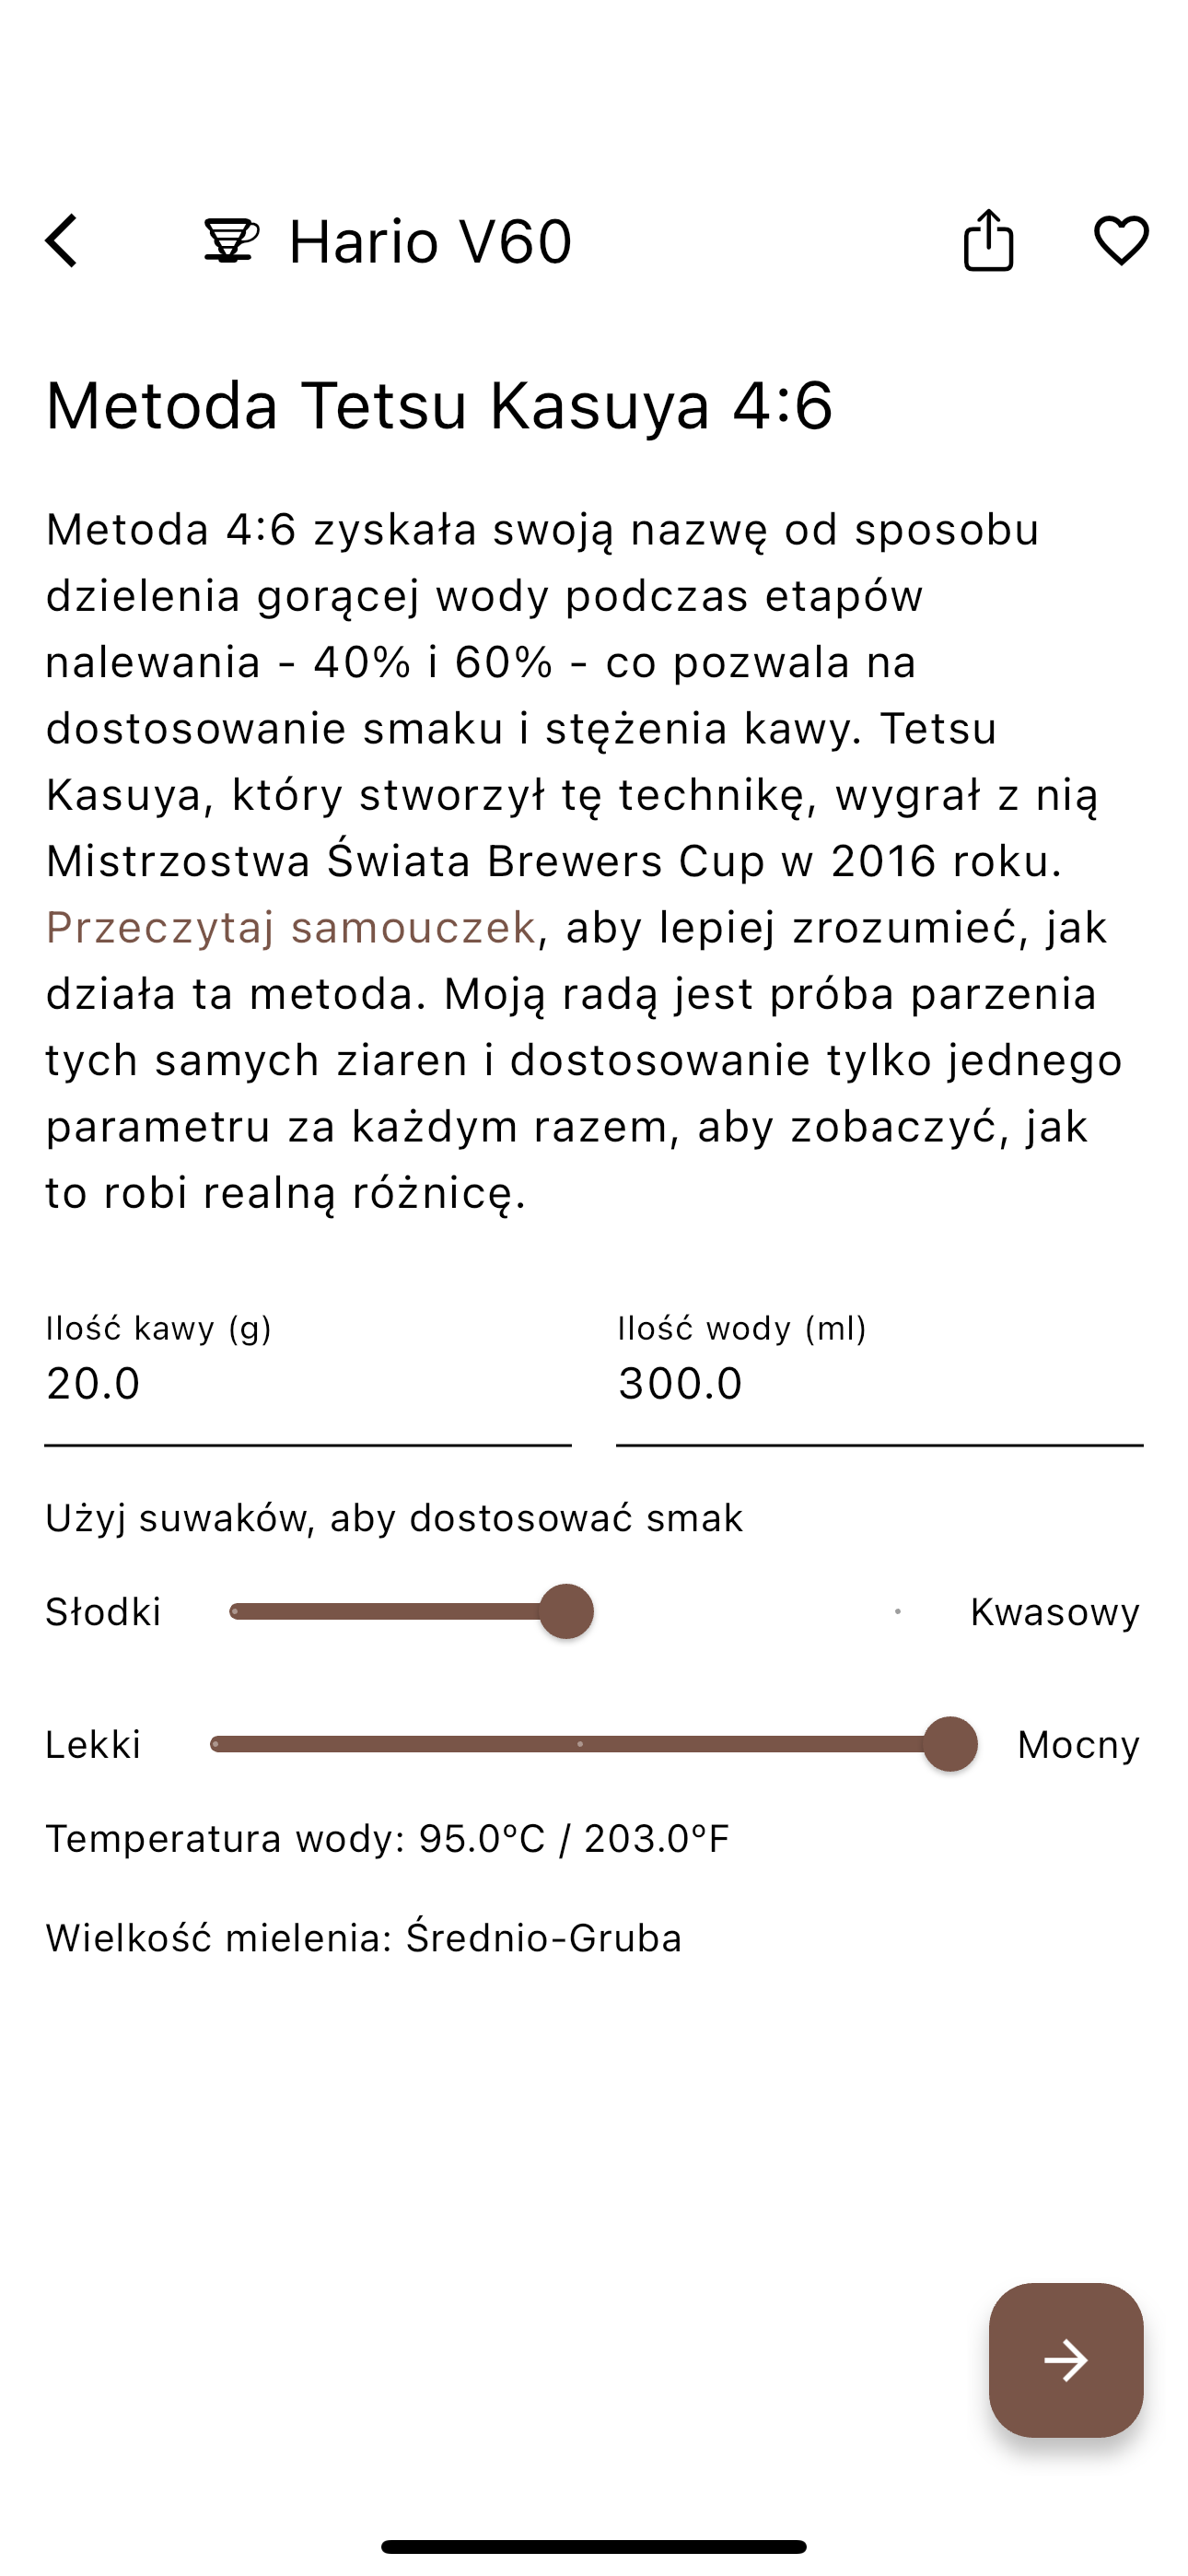 Hario V60
Metoda Tetsu Kasuya 4:6
Metoda 4:6 zyskała swoją nazwę od sposobu
dzielenia gorącej wody podczas etapów
nalewania - 40% i 60% - co pozwala na
dostosowanie smaku i stężenia kawy. Tetsu
Kasuya, który stworzył tę technikę, wygrał z nią
Mistrzostwa Świata Brewers Cup w 2016 roku.
Przeczytaj samouczek, aby lepiej zrozumieć, jak
działa ta metoda. Moją radą jest próba parzenia
tych samych ziaren i dostosowanie tylko jednego
parametru za każdym razem, aby zobaczyć, jak
to robi realną różnicę.
Ilość kawy (g)
20.0
Ilość wody (ml)
300.0
Użyj suwaków, aby dostosować smak
Słodki
Kwasowy
Lekki
Mocny
Temperatura wody: 95.0ºC / 203.0ºF
Wielkość mielenia: Średnio-Gruba